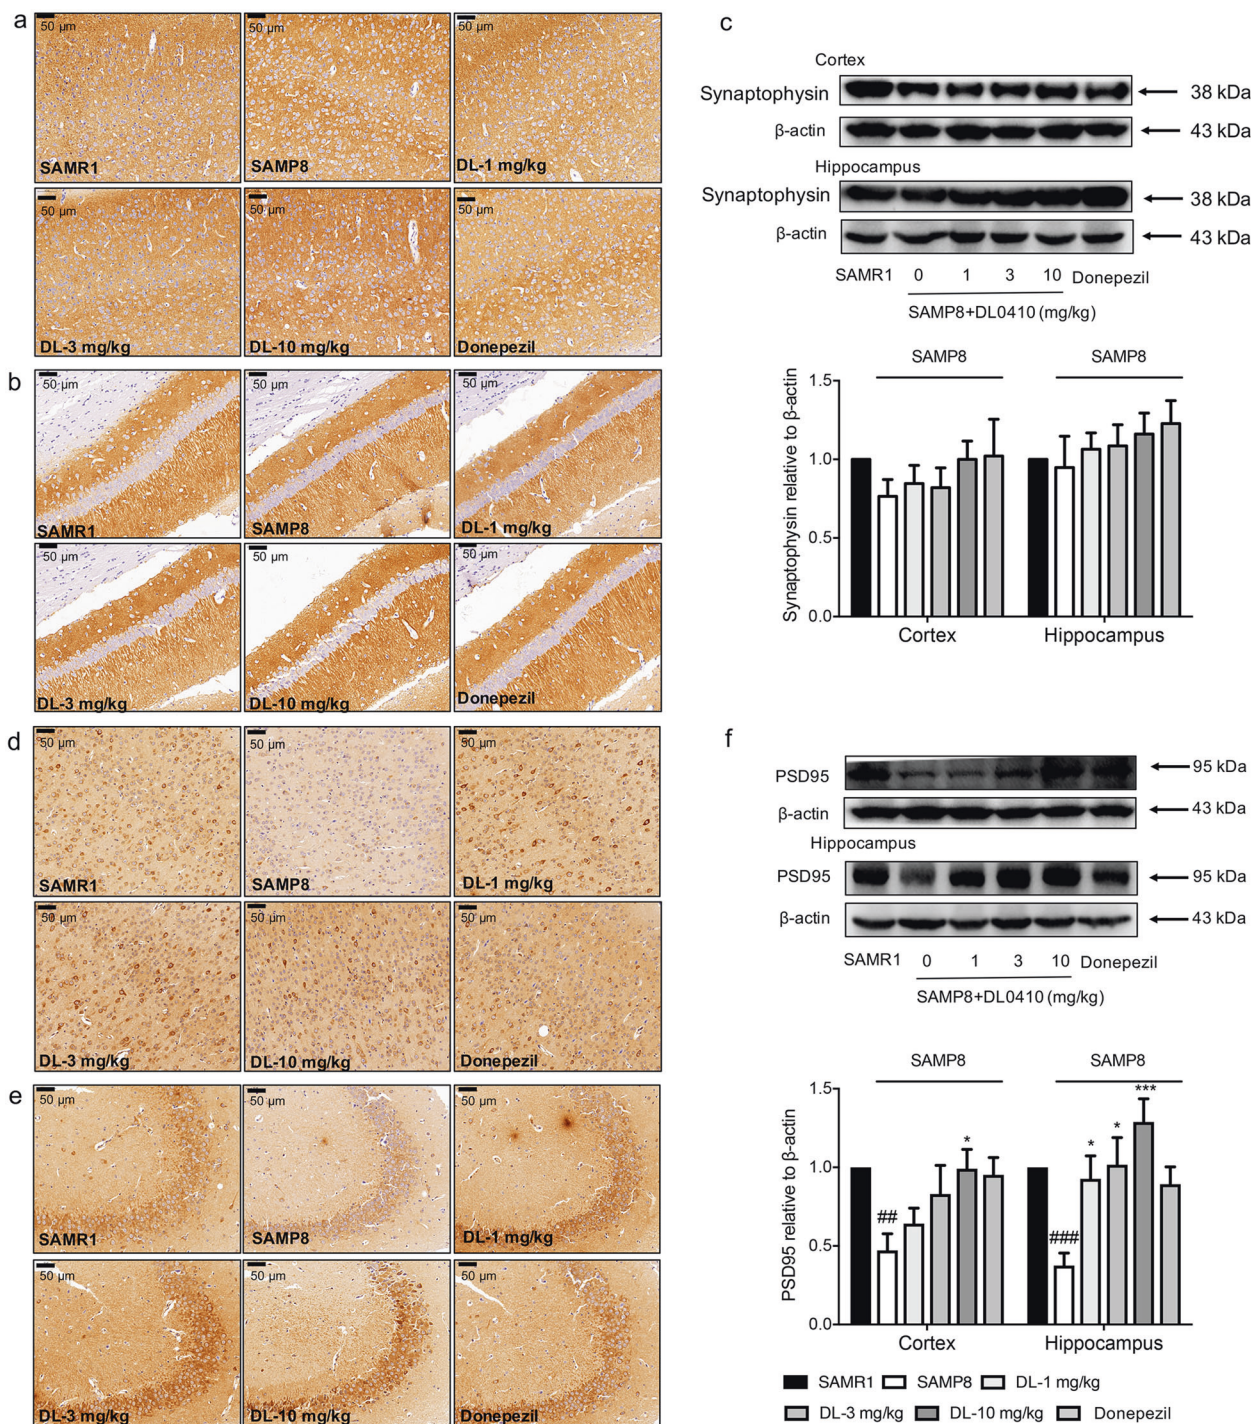 a
50 µm
50 µm
50 µm
SAMR1
SAMP8
DL-1 mg/kg
50 µm
50 µm
50 µm
DL-3 mg/kg
DL-10 mg/kg
Donepezil
b
50 µm
50 µm
50 µm
SAMR1
SAMP8
DL-1 mg/kg
50 µm
50 µm
50 µm
DL-3 mg/kg
DL-10 mg/kg
Donepezil
c
Cortex
Synaptophysin
38 kDa
β-actin
43 kDa
Hippocampus
Synaptophysin
38 kDa
β-actin
43 kDa
SAMR1 0 1 3 10 Donepezil
SAMP8+DL0410 (mg/kg)
SAMP8
SAMP8
Synaptophysin relative to β-actin
1.5
1.0
0.5
0.0
Cortex
Hippocampus
d
50 µm
50 µm
50 µm
SAMR1
SAMP8
DL-1 mg/kg
50 µm
50 µm
50 µm
DL-3 mg/kg
DL-10 mg/kg
Donepezil
e
50 µm
50 µm
50 µm
SAMR1
SAMP8
DL-1 mg/kg
50 µm
50 µm
50 µm
DL-3 mg/kg
DL-10 mg/kg
Donepezil
f
PSD95
95 kDa
β-actin
43 kDa
Hippocampus
PSD95
95 kDa
β-actin
43 kDa
SAMR1 0 1 3 10 Donepezil
SAMP8+DL0410 (mg/kg)
SAMP8
SAMP8
PSD95 relative to β-actin
1.5
1.0
0.5
0.0
##
*
###
*
*
***
Cortex
Hippocampus
SAMR1 SAMP8 DL-1 mg/kg
DL-3 mg/kg DL-10 mg/kg Donepezil